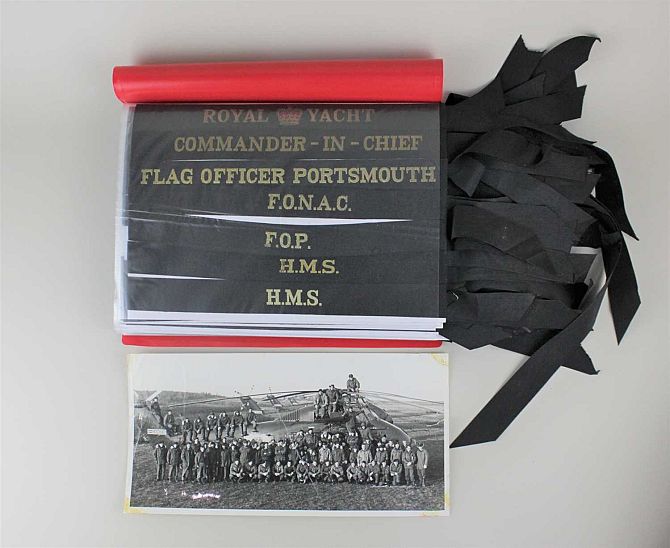 ROYAL YACHT
COMMANDER-IN-CHIEF
FLAG OFFICER PORTSMOUTH
F.O.N.A.C.
F.O.P.
H.M.S.
H.M.S.